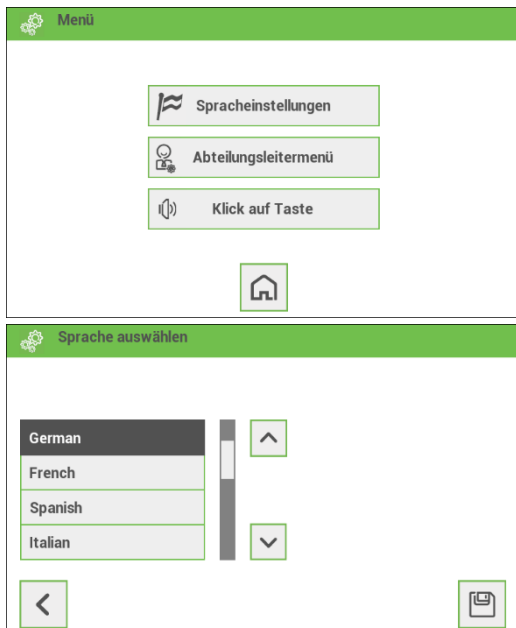 Menü
Spracheinstellungen
Abteilungsleitermenü
Klick auf Taste
Sprache auswählen
German
French
Spanish
Italian